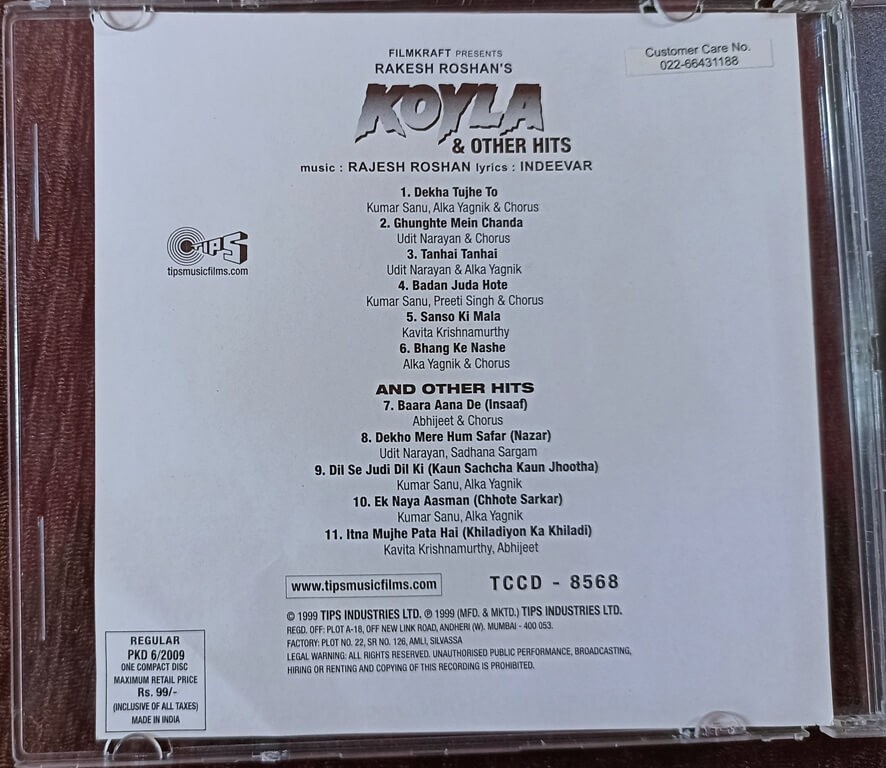 FILMKRAFT PRESENTS
RAKESH ROSHAN'S
KOYLA
& OTHER HITS
music : RAJESH ROSHAN lyrics : INDEEVAR
Customer Care No.
022-66431188
1. Dekha Tujhe To
Kumar Sanu, Alka Yagnik & Chorus
2. Ghunghte Mein Chanda
Udit Narayan & Chorus
3. Tanhai Tanhai
Udit Narayan & Alka Yagnik
4. Badan Juda Hote
Kumar Sanu, Preeti Singh & Chorus
5. Sanso Ki Mala
Kavita Krishnamurthy
6. Bhang Ke Nashe
Alka Yagnik & Chorus
TIPS
tipsmusicfilms.com
AND OTHER HITS
7. Baara Aana De (Insaaf)
Abhijeet & Chorus
8. Dekho Mere Hum Safar (Nazar)
Udit Narayan, Sadhana Sargam
9. Dil Se Judi Dil Ki (Kaun Sachcha Kaun Jhootha)
Kumar Sanu, Alka Yagnik
10. Ek Naya Aasman (Chhote Sarkar)
Kumar Sanu, Alka Yagnik
11. Itna Mujhe Pata Hai (Khiladiyon Ka Khiladi)
Kavita Krishnamurthy, Abhijeet
www.tipsmusicfilms.com TCCD - 8568
© 1999 TIPS INDUSTRIES LTD. ℗ 1999 (MFD. & MKTD.) TIPS INDUSTRIES LTD.
REGD. OFF: PLOT A-18, OFF NEW LINK ROAD, ANDHERI (W). MUMBAI - 400 053.
FACTORY: PLOT NO. 22, SR NO. 126, AMLI, SILVASSA
LEGAL WARNING: ALL RIGHTS RESERVED. UNAUTHORISED PUBLIC PERFORMANCE, BROADCASTING,
HIRING OR RENTING AND COPYING OF THIS RECORDING IS PROHIBITED.
REGULAR
PKD 6/2009
ONE COMPACT DISC
MAXIMUM RETAIL PRICE
Rs. 99/-
(INCLUSIVE OF ALL TAXES)
MADE IN INDIA